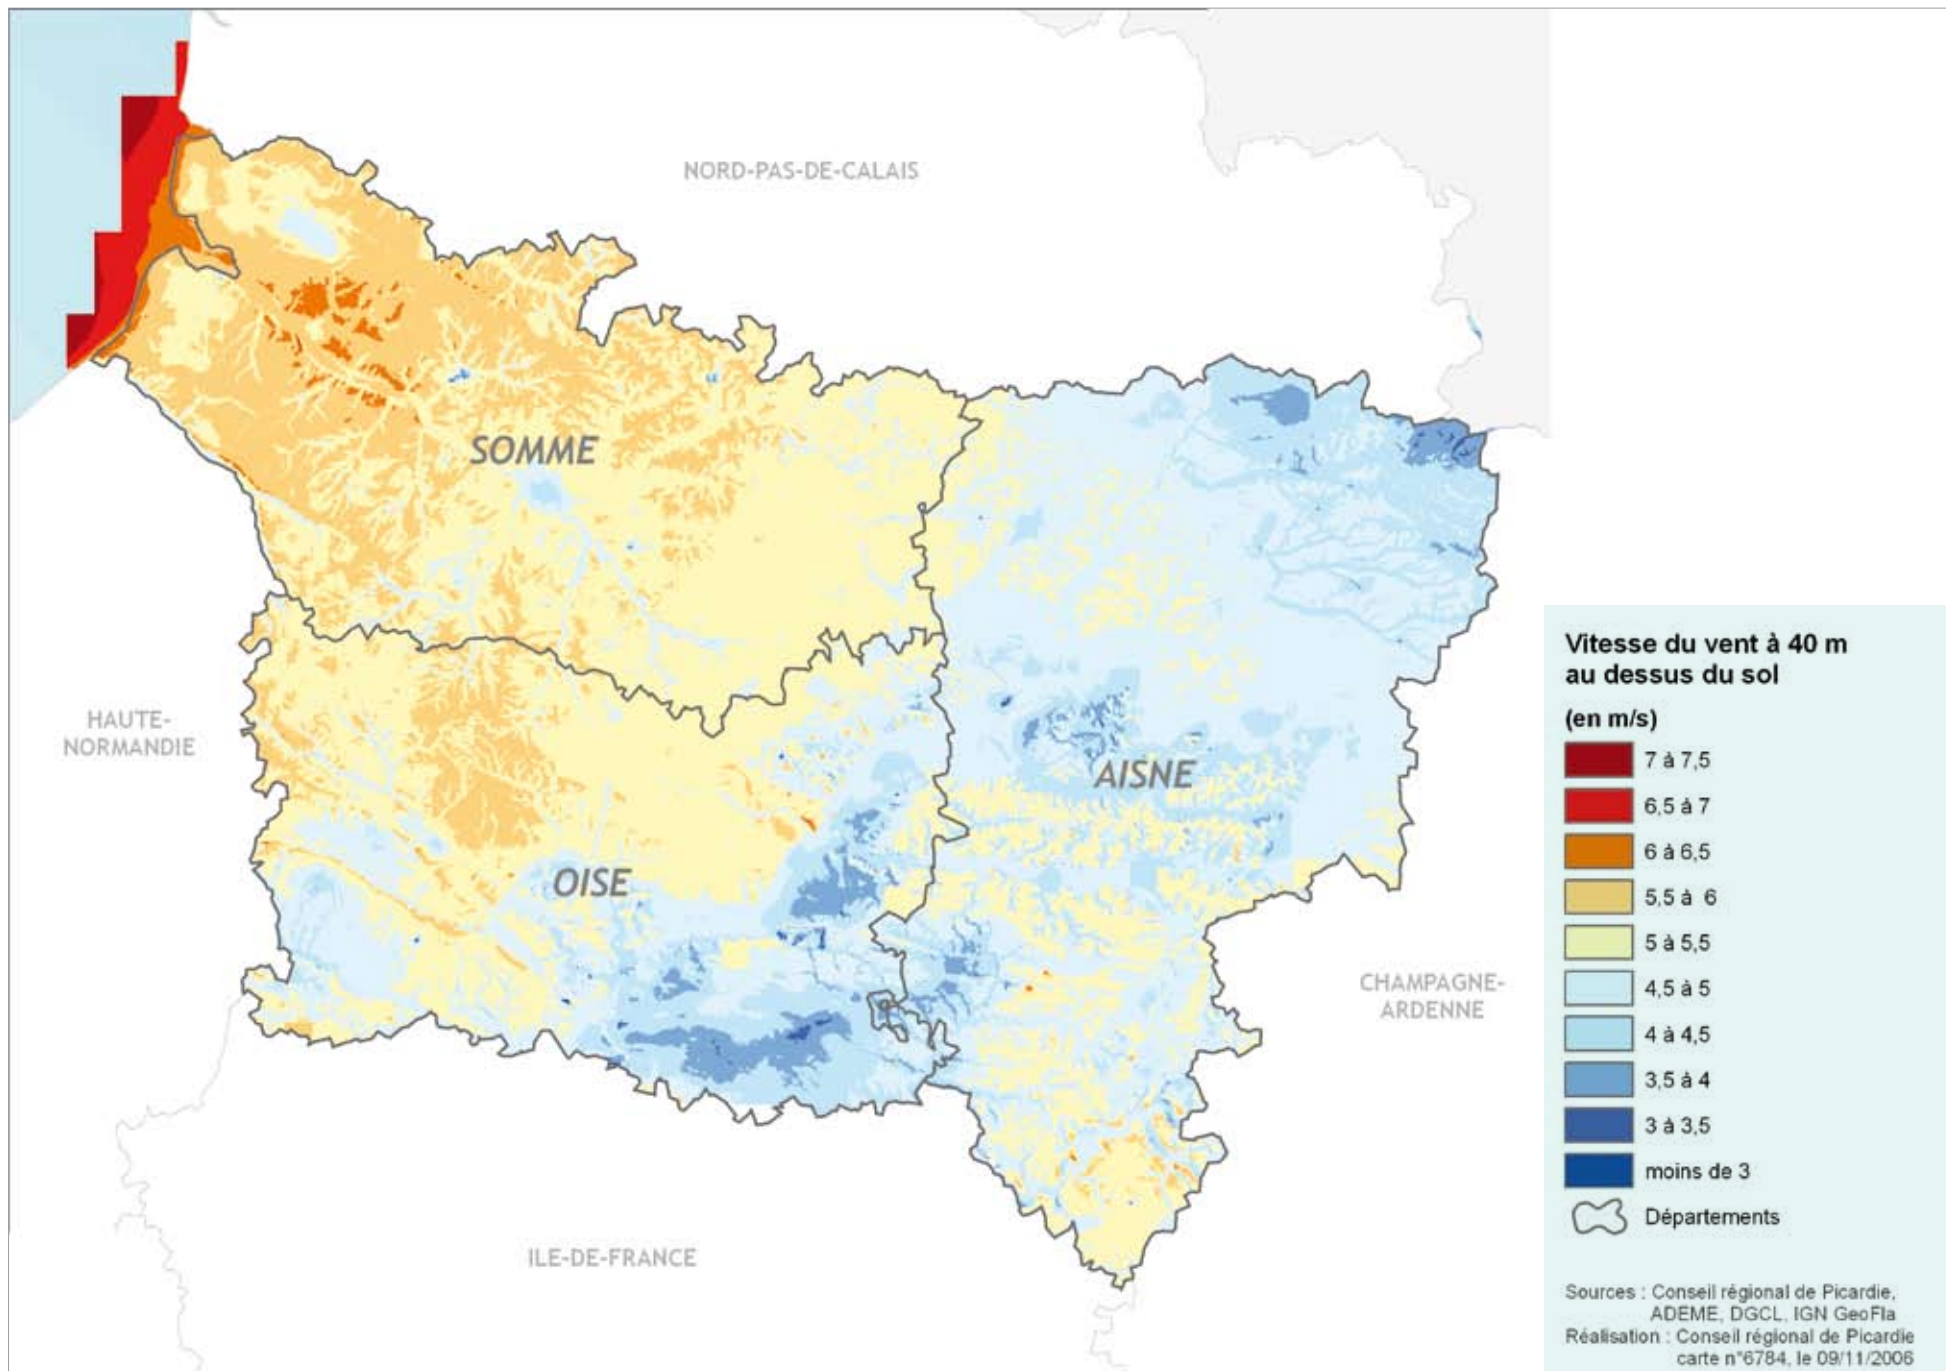 NORD-PAS-DE-CALAIS
SOMME
HAUTE-
NORMANDIE
AISNE
OISE
CHAMPAGNE-
ARDENNE
ILE-DE-FRANCE
Vitesse du vent à 40 m
au dessus du sol
(en m/s)
7 à 7,5
6,5 à 7
6 à 6,5
5,5 à 6
5 à 5,5
4,5 à 5
4 à 4,5
3,5 à 4
3 à 3,5
moins de 3
Départements
Sources : Conseil régional de Picardie,
ADEME, DGCL, IGN GeoFla
Réalisation : Conseil régional de Picardie
carte n°6784, le 09/11/2006